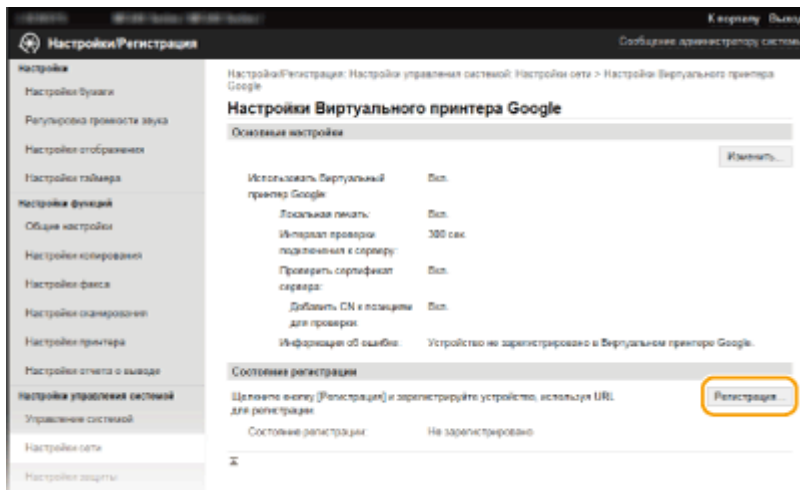 К порталу Выход
Настройки/Регистрация
Сообщение администратору системы
Настройки
Настройки бумаги
Регулировка громкости звука
Настройки отображения
Настройки таймера
Настройки функций
Общие настройки
Настройки копирования
Настройки факса
Настройки сканирования
Настройки принтера
Настройки отчета о выводе
Настройки управления системой
Управление системой
Настройки сети
Настройки защиты
Настройки/Регистрация: Настройки управления системой: Настройки сети > Настройки Виртуального принтера
Google
Настройки Виртуального принтера Google
Основные настройки
Изменить...
Использовать Виртуальный Вкл.
принтер Google:
Локальная печать: Вкл.
Интервал проверки 300 сек.
подключения к серверу:
Проверить сертификат Вкл.
сервера:
Добавить CN к позициям Вкл.
для проверки:
Информация об ошибке: Устройство не зарегистрировано в Виртуальном принтере Google.
Состояние регистрации
Щелкните кнопку [Регистрация] и зарегистрируйте устройство, используя URL
для регистрации.
Регистрация...
Состояние регистрации: Не зарегистрировано